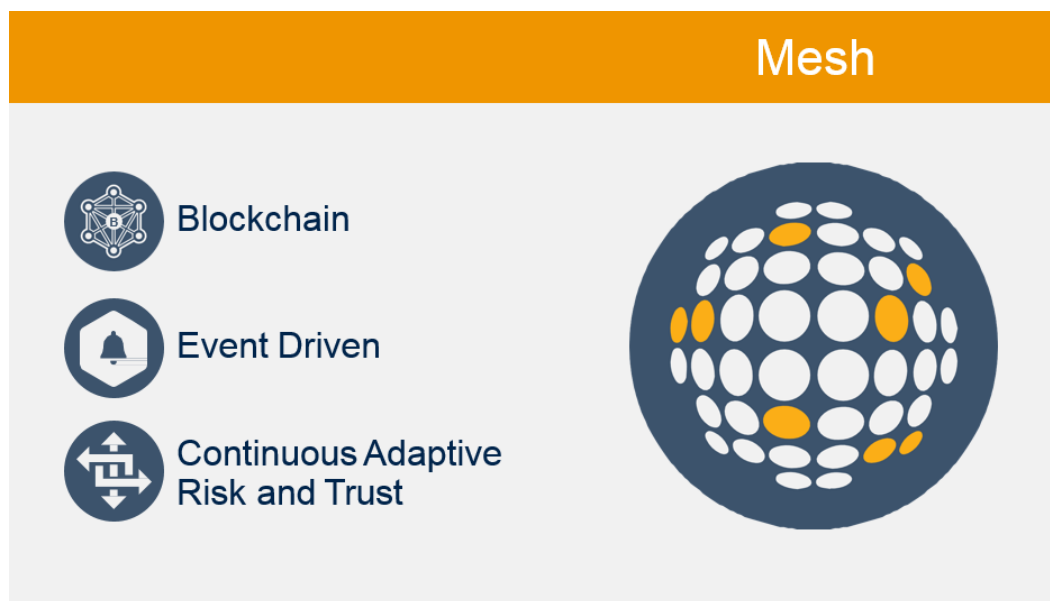 Mesh
B
Blockchain
Event Driven
Continuous Adaptive
Risk and Trust